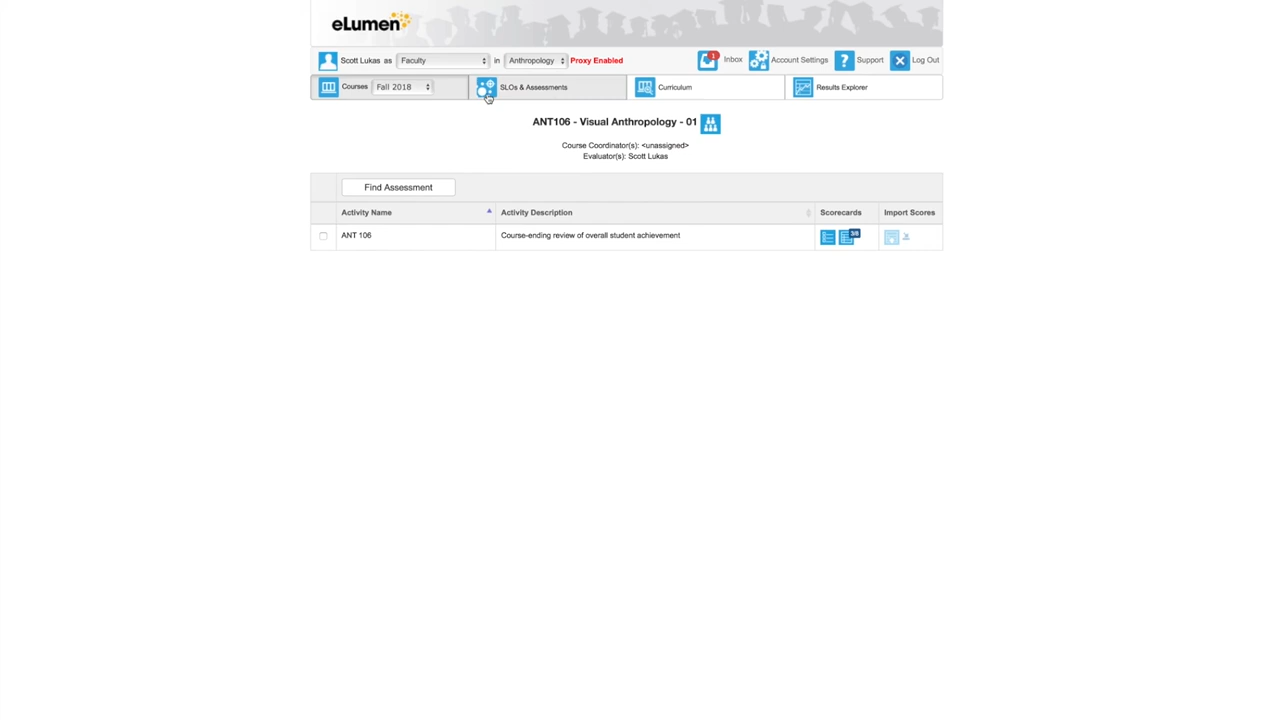 eLumen
Scott Lukas as Faculty in Anthropology Proxy Enabled 1 Inbox Account Settings ? Support Log Out
Courses Fall 2018 SLOs & Assessments Curriculum Results Explorer
ANT106 - Visual Anthropology - 01
Course Coordinator(s): <unassigned>
Evaluator(s): Scott Lukas
Find Assessment
Activity Name Activity Description Scorecards Import Scores
ANT 106 Course-ending review of overall student achievement